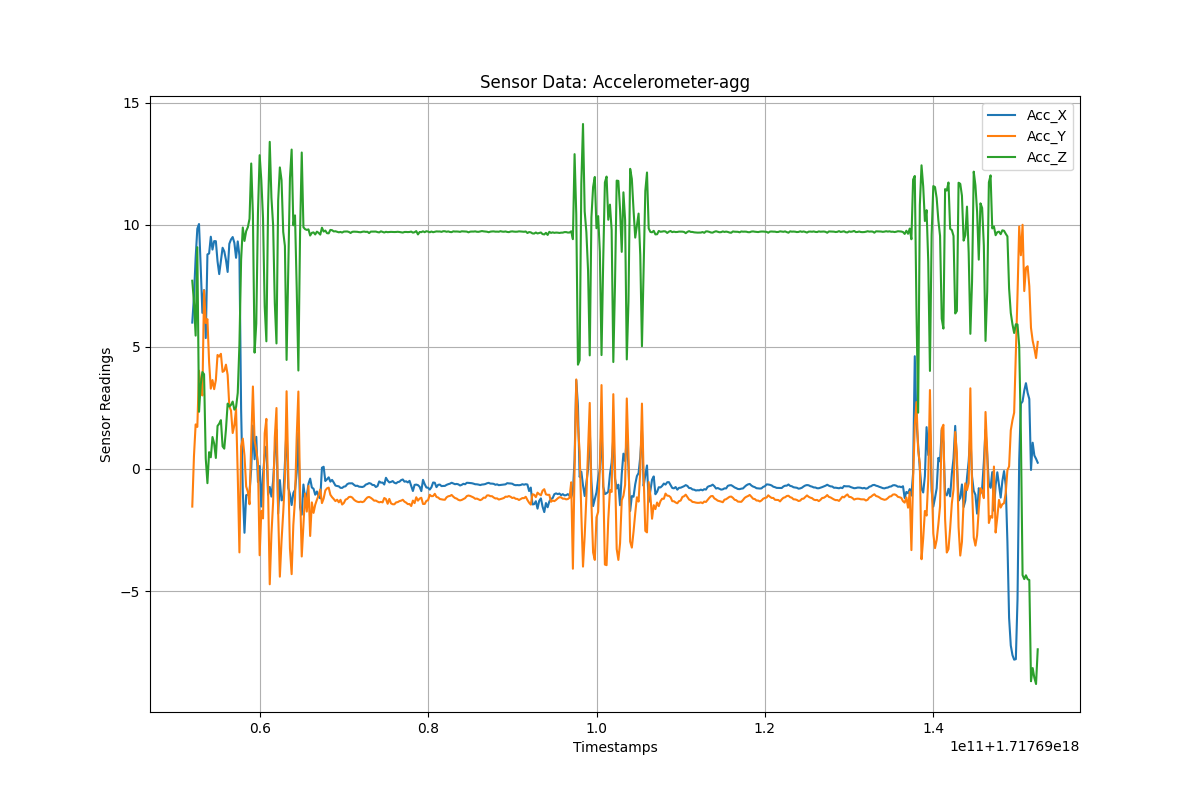 Sensor Data: Accelerometer-agg
Acc_X
Acc_Y
Acc_Z
Sensor Readings
15
10
5
0
−5
0.6 0.8 1.0 1.2 1.4
Timestamps
1e11+1.71769e18